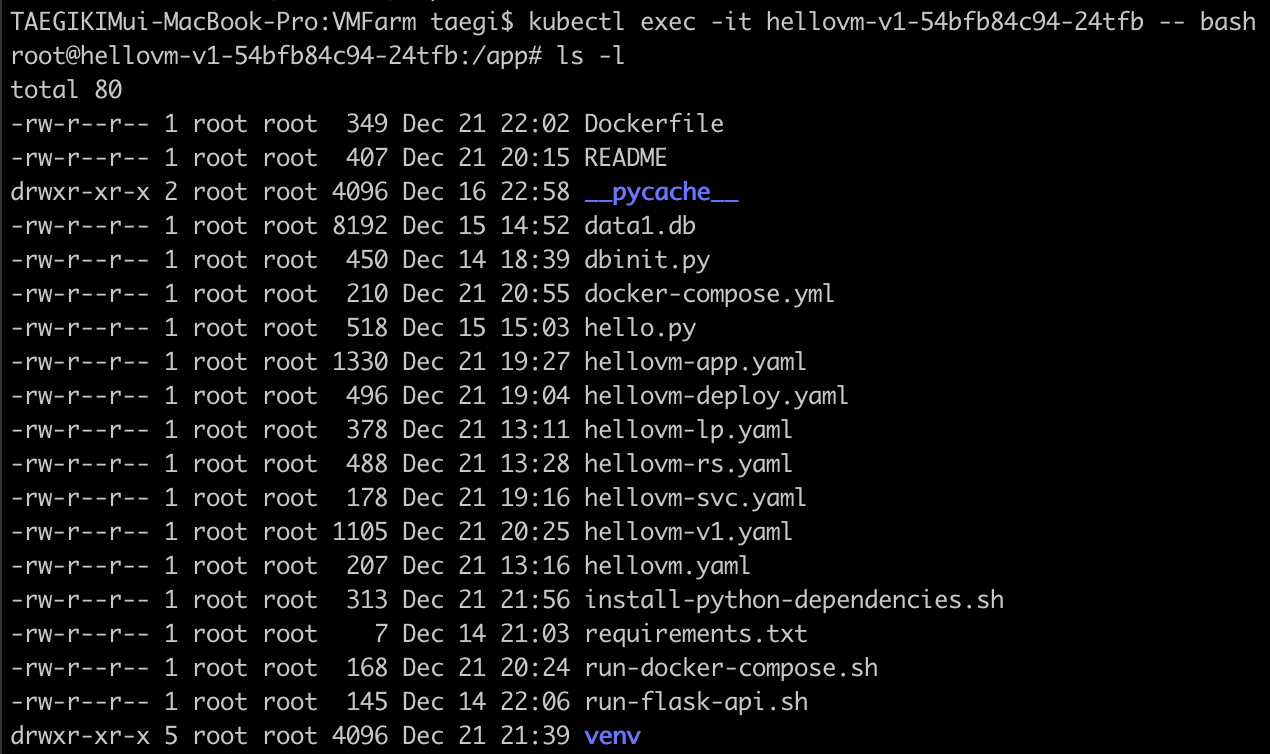 TAEGIKIMui-MacBook-Pro:VMFarm taegi$ kubectl exec -it hellovm-v1-54bfb84c94-24tfb -- bash
root@hellovm-v1-54bfb84c94-24tfb:/app# ls -l
total 80
-rw-r--r-- 1 root root  349 Dec 21 22:02 Dockerfile
-rw-r--r-- 1 root root  407 Dec 21 20:15 README
drwxr-xr-x 2 root root 4096 Dec 16 22:58 __pycache__
-rw-r--r-- 1 root root 8192 Dec 15 14:52 data1.db
-rw-r--r-- 1 root root  450 Dec 14 18:39 dbinit.py
-rw-r--r-- 1 root root  210 Dec 21 20:55 docker-compose.yml
-rw-r--r-- 1 root root  518 Dec 15 15:03 hello.py
-rw-r--r-- 1 root root 1330 Dec 21 19:27 hellovm-app.yaml
-rw-r--r-- 1 root root  496 Dec 21 19:04 hellovm-deploy.yaml
-rw-r--r-- 1 root root  378 Dec 21 13:11 hellovm-lp.yaml
-rw-r--r-- 1 root root  488 Dec 21 13:28 hellovm-rs.yaml
-rw-r--r-- 1 root root  178 Dec 21 19:16 hellovm-svc.yaml
-rw-r--r-- 1 root root 1105 Dec 21 20:25 hellovm-v1.yaml
-rw-r--r-- 1 root root  207 Dec 21 13:16 hellovm.yaml
-rw-r--r-- 1 root root  313 Dec 21 21:56 install-python-dependencies.sh
-rw-r--r-- 1 root root    7 Dec 14 21:03 requirements.txt
-rw-r--r-- 1 root root  168 Dec 21 20:24 run-docker-compose.sh
-rw-r--r-- 1 root root  145 Dec 14 22:06 run-flask-api.sh
drwxr-xr-x 5 root root 4096 Dec 21 21:39 venv